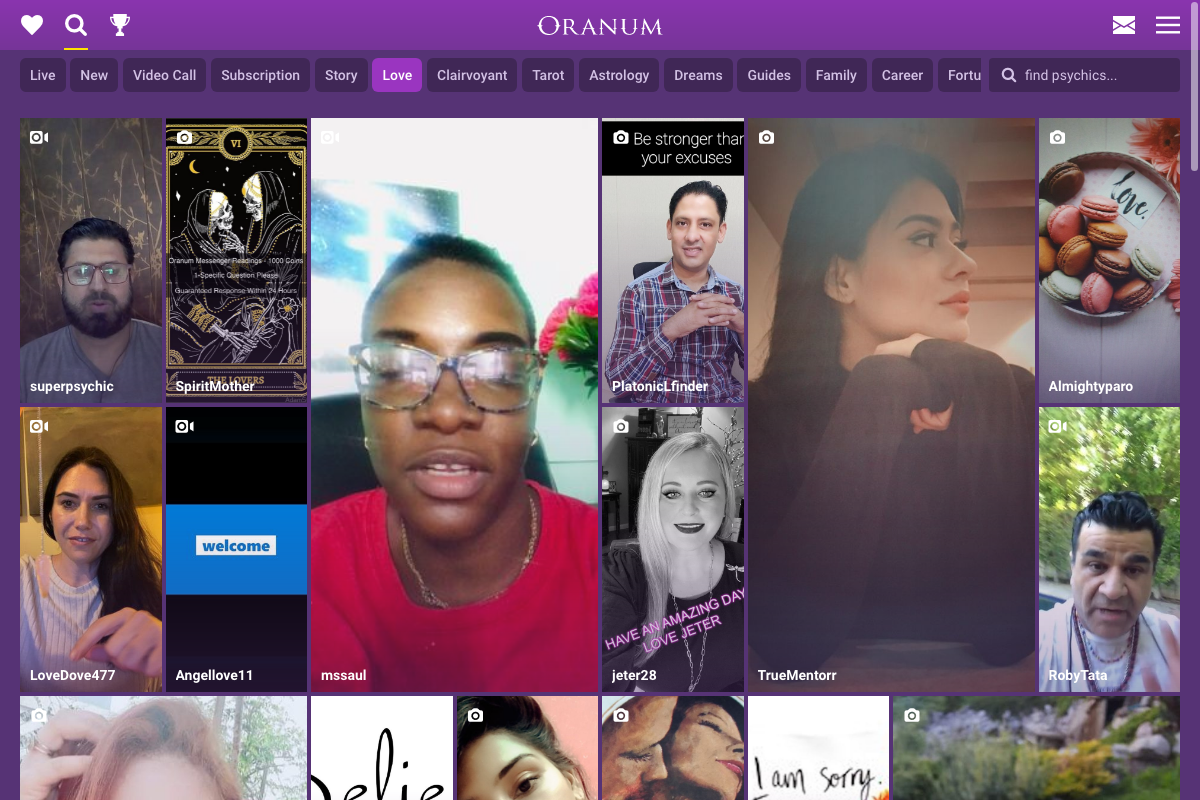 ORANUM
Live
New
Video Call
Subscription
Story
Love
Clairvoyant
Tarot
Astrology
Dreams
Guides
Family
Career
Fortu
find psychics...
VI
Oranum Messenger Readings - 1000 Coins
1-Specific Question Please
Guaranteed Response Within 24 Hours
THE LOVERS
Be stronger than
your excuses
Love.
superpsychic
SpiritMother
PlatonicLfinder
Almightyparo
welcome
HAVE AN AMAZING DAY
LOVE JETER
LoveDove477
Angellove11
mssaul
jeter28
TrueMentorr
RobyTata
I am sorry.